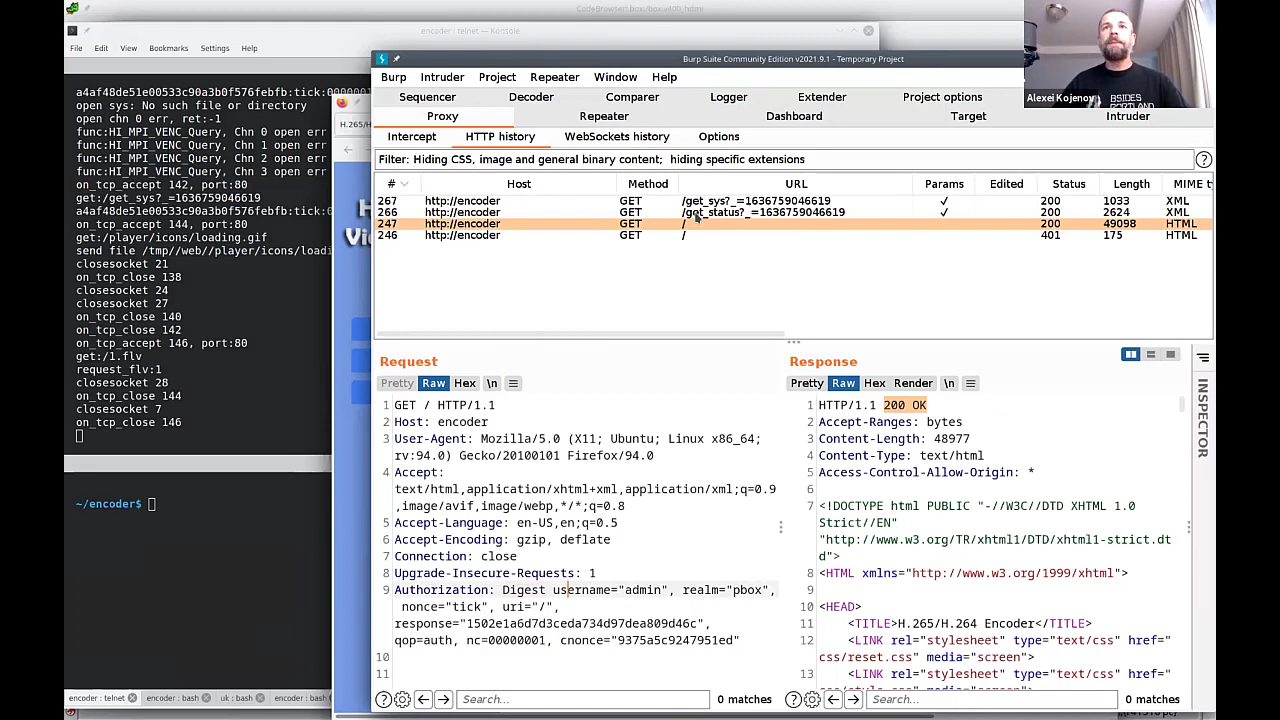 CodeBrowser: box:/box.v400_hdmi
encoder : telnet — Konsole
File Edit View Bookmarks Settings Help
a4af48de51e00533c90a3b0f576febfb:tick:0000001
open sys: No such file or directory
open chn 0 err, ret:-1
func:HI_MPI_VENC_Query, Chn 0 open err
func:HI_MPI_VENC_Query, Chn 1 open err
func:HI_MPI_VENC_Query, Chn 2 open err
func:HI_MPI_VENC_Query, Chn 3 open err
on_tcp_accept 142, port:80
get:/get_sys?_=1636759046619
on_tcp_accept 144, port:80
get:/player/icons/loading.gif
send file /tmp//web//player/icons/loadi
closesocket 21
on_tcp_close 138
closesocket 24
closesocket 27
on_tcp_close 140
on_tcp_close 142
on_tcp_accept 146, port:80
get:/1.flv
request_flv:1
closesocket 28
on_tcp_close 144
closesocket 7
on_tcp_close 146
~/encoder$
encoder : telnet encoder : bash uk : bash encoder : bash
H.265/H
Burp Suite Community Edition v2021.9.1 - Temporary Project
Burp Intruder Project Repeater Window Help
Sequencer Decoder Comparer Logger Extender Project options
Proxy Repeater Dashboard Target Intruder
Intercept HTTP history WebSockets history Options
Filter: Hiding CSS, image and general binary content; hiding specific extensions
# Host Method URL Params Edited Status Length MIME ty
267 http://encoder GET /get_sys?_=1636759046619 ✓ 200 1033 XML
266 http://encoder GET /get_status?_=1636759046619 ✓ 200 2624 XML
247 http://encoder GET / 200 49098 HTML
246 http://encoder GET / 401 175 HTML
Request
Pretty Raw Hex \n
1 GET / HTTP/1.1
2 Host: encoder
3 User-Agent: Mozilla/5.0 (X11; Ubuntu; Linux x86_64;
rv:94.0) Gecko/20100101 Firefox/94.0
4 Accept:
text/html,application/xhtml+xml,application/xml;q=0.9
,image/avif,image/webp,*/*;q=0.8
5 Accept-Language: en-US,en;q=0.5
6 Accept-Encoding: gzip, deflate
7 Connection: close
8 Upgrade-Insecure-Requests: 1
9 Authorization: Digest username="admin", realm="pbox",
nonce="tick", uri="/",
response="1502e1a6d7d3ceda734d97dea809d46c",
qop=auth, nc=00000001, cnonce="9375a5c9247951ed"
10
11
Search... 0 matches
Response
Pretty Raw Hex Render \n
1 HTTP/1.1 200 OK
2 Accept-Ranges: bytes
3 Content-Length: 48977
4 Content-Type: text/html
5 Access-Control-Allow-Origin: *
6
7 <!DOCTYPE html PUBLIC "-//W3C//DTD XHTML 1.0
Strict//EN"
"http://www.w3.org/TR/xhtml1/DTD/xhtml1-strict.dt
d">
8 <HTML xmlns="http://www.w3.org/1999/xhtml">
9
10 <HEAD>
11 <TITLE>H.265/H.264 Encoder</TITLE>
12 <LINK rel="stylesheet" type="text/css" href="
css/reset.css" media="screen">
13 <LINK rel="stylesheet" type="text/css" href="
Search... 0 matches
INSPECTOR
Alexei Kojenov
BSIDES
PORTLAND